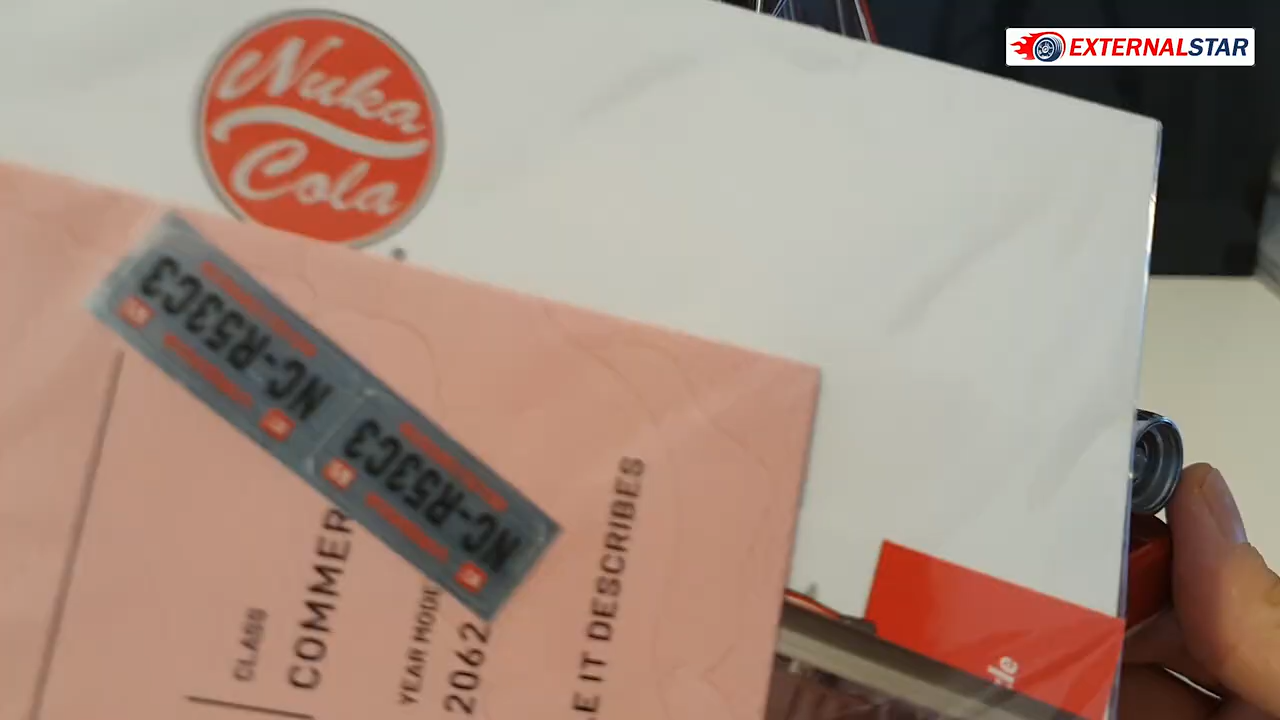 EXTERNALSTAR
Nuka
Cola
NC-R53C3
NC-R53C3
CLASS
COMMER
YEAR MODE
2062
E IT DESCRIBES